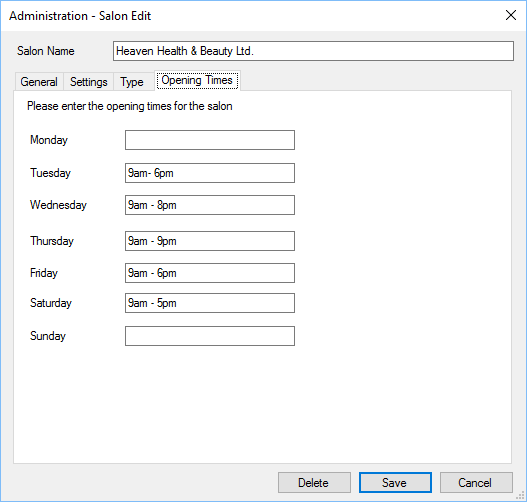 Administration - Salon Edit
Salon Name Heaven Health & Beauty Ltd.
General Settings Type Opening Times
Please enter the opening times for the salon
Monday
Tuesday 9am- 6pm
Wednesday 9am - 8pm
Thursday 9am - 9pm
Friday 9am - 6pm
Saturday 9am - 5pm
Sunday
Delete Save Cancel